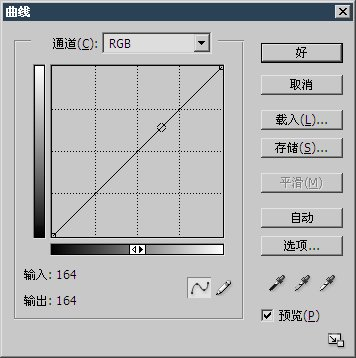 曲线
通道(C): RGB
好
取消
载入(L)...
存储(S)...
平滑(M)
自动
选项...
输入: 164
输出: 164
预览(P)